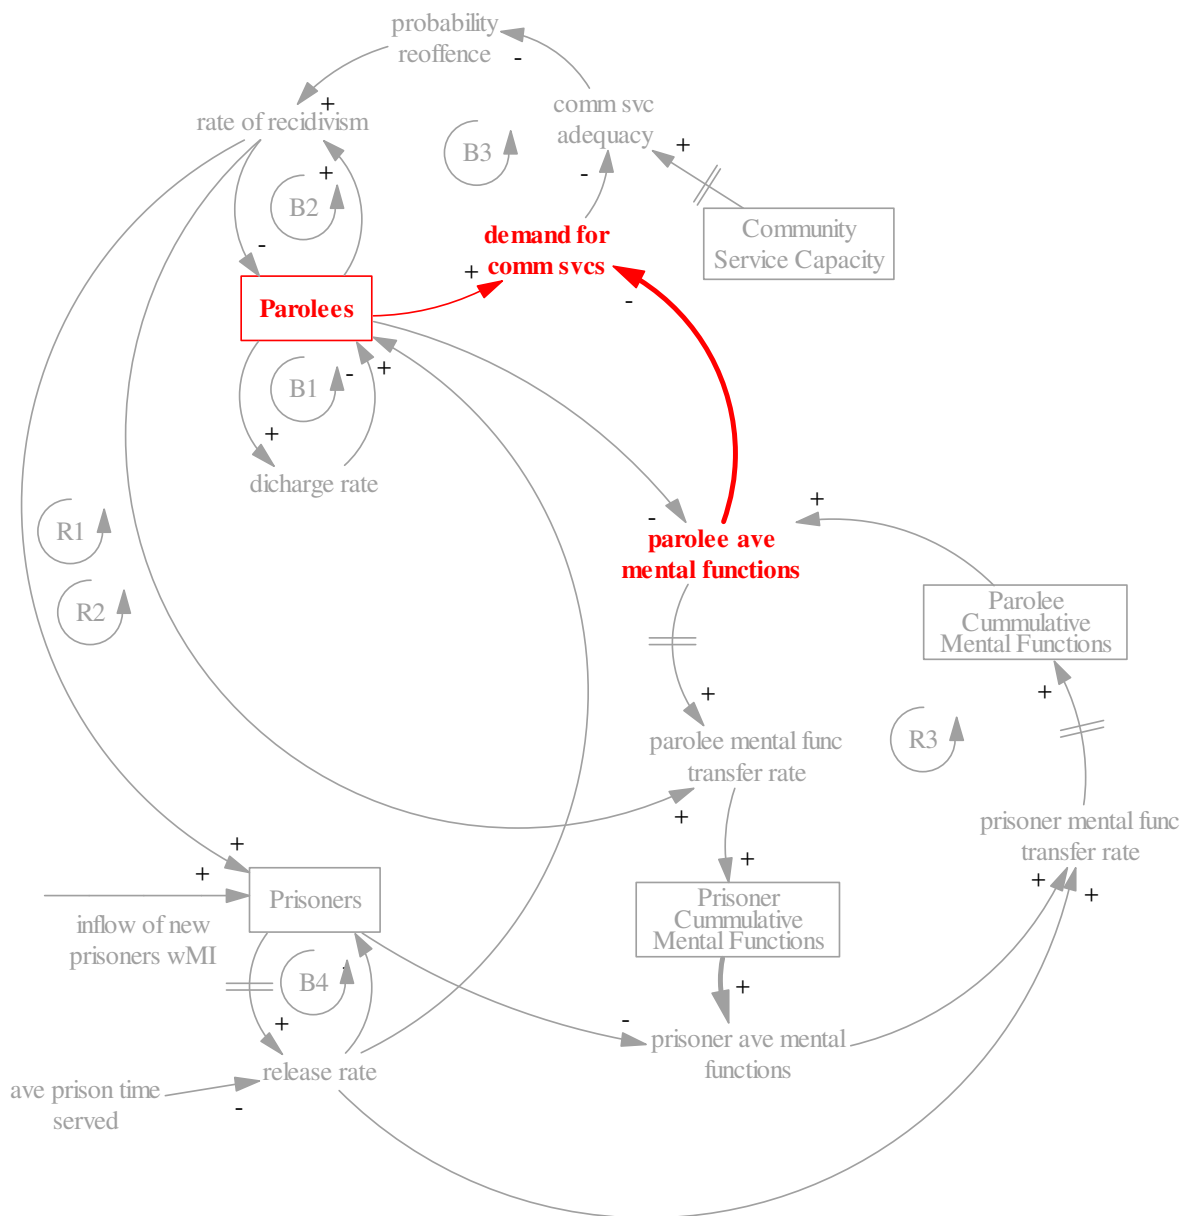 probability
reoffence
-
comm svc
adequacy
+
rate of recidivism
B3
+
-
+
B2
Community
Service Capacity
demand for
comm svcs
-
+
-
Parolees
B1
-
+
+
dicharge rate
+
R1
-
parolee ave
mental functions
R2
Parolee
Cummulative
Mental Functions
+
+
R3
parolee mental func
transfer rate
+
prisoner mental func
transfer rate
+
+
+
+
+
Prisoners
Prisoner
Cummulative
Mental Functions
inflow of new
prisoners wMI
-
B4
+
+
-
prisoner ave mental
functions
release rate
ave prison time
served
-